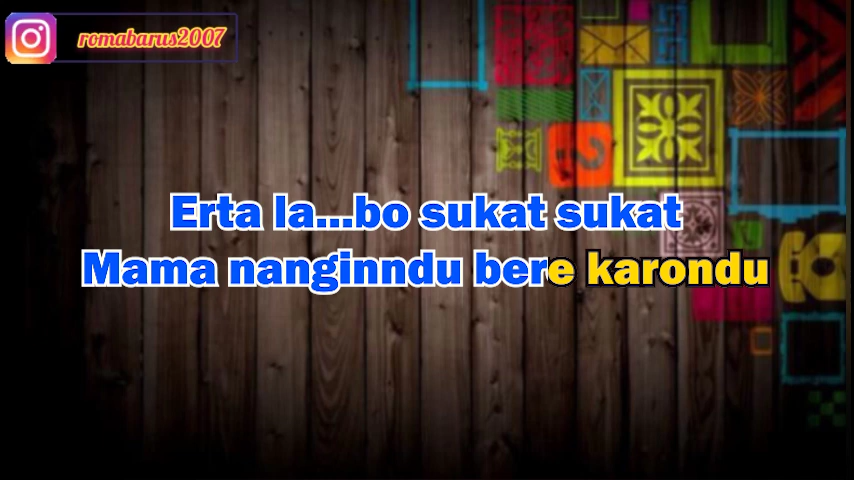 romabarus2007
Erta la...bo sukat sukat
Mama nanginndu bere karondu